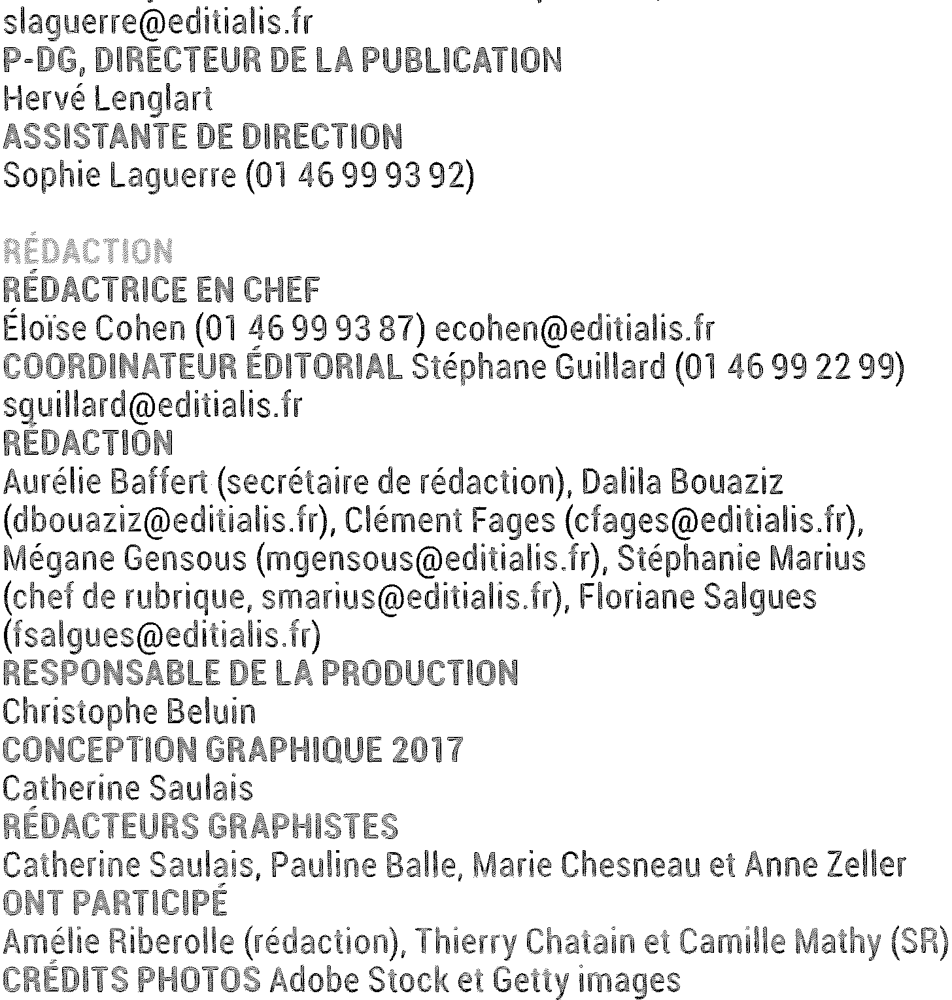 slaguerre@editialis.fr
P-DG, DIRECTEUR DE LA PUBLICATION
Hervé Lenglart
ASSISTANTE DE DIRECTION
Sophie Laguerre (01 46 99 93 92)
RÉDACTION
RÉDACTRICE EN CHEF
Éloïse Cohen (01 46 99 93 87) ecohen@editialis.fr
COORDINATEUR ÉDITORIAL Stéphane Guillard (01 46 99 22 99)
sguillard@editialis.fr
RÉDACTION
Aurélie Baffert (secrétaire de rédaction), Dalila Bouaziz
(dbouaziz@editialis.fr), Clément Fages (cfages@editialis.fr),
Mégane Gensous (mgensous@editialis.fr), Stéphanie Marius
(chef de rubrique, smarius@editialis.fr), Floriane Salgues
(fsalgues@editialis.fr)
RESPONSABLE DE LA PRODUCTION
Christophe Beluin
CONCEPTION GRAPHIQUE 2017
Catherine Saulais
RÉDACTEURS GRAPHISTES
Catherine Saulais, Pauline Balle, Marie Chesneau et Anne Zeller
ONT PARTICIPÉ
Amélie Riberolle (rédaction), Thierry Chatain et Camille Mathy (SR)
CRÉDITS PHOTOS Adobe Stock et Getty images